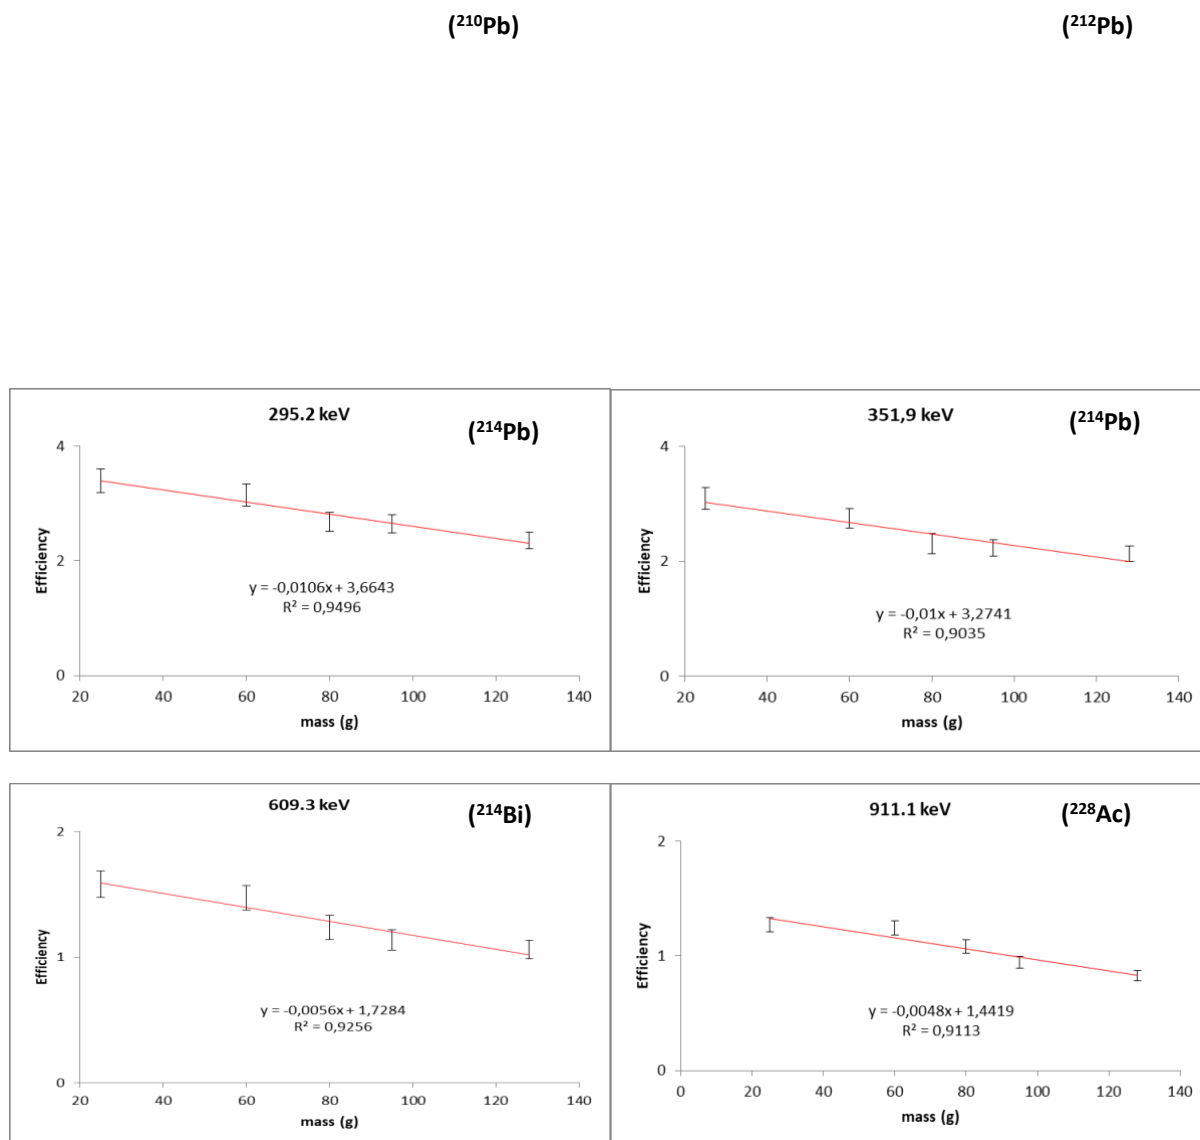 (²¹⁰Pb)
(²¹²Pb)
295.2 keV
(²¹⁴Pb)
4
2
0
Efficiency
y = -0,0106x + 3,6643
R² = 0,9496
20 40 60 80 100 120 140
mass (g)
351,9 keV
(²¹⁴Pb)
4
2
0
Efficiency
y = -0,01x + 3,2741
R² = 0,9035
20 40 60 80 100 120 140
mass (g)
609.3 keV
(²¹⁴Bi)
2
1
0
Efficiency
y = -0,0056x + 1,7284
R² = 0,9256
20 40 60 80 100 120 140
mass (g)
911.1 keV
(²²⁸Ac)
2
1
0
Efficiency
y = -0,0048x + 1,4419
R² = 0,9113
0 20 40 60 80 100 120 140
mass (g)